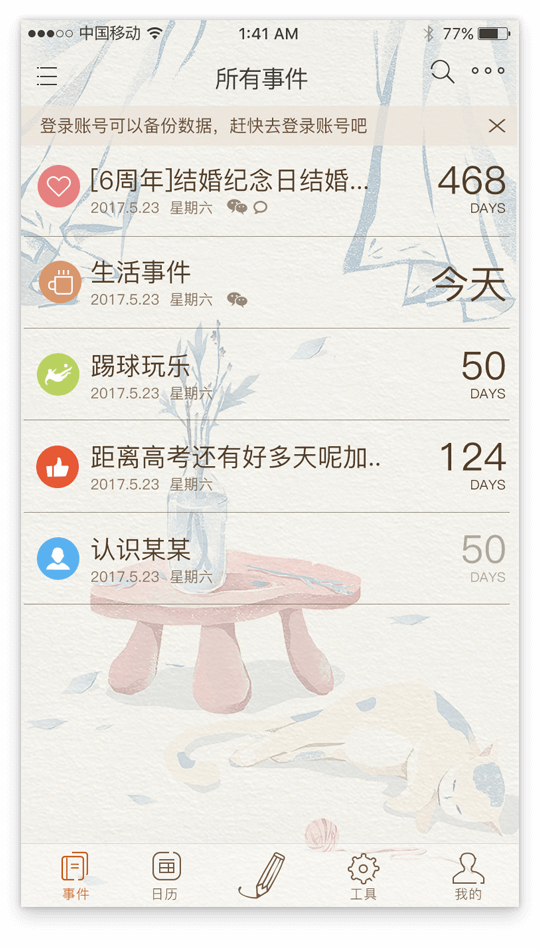 中国移动 1:41 AM 77%
所有事件
登录账号可以备份数据，赶快去登录账号吧
[6周年]结婚纪念日结婚... 468
2017.5.23 星期六 DAYS
生活事件 今天
2017.5.23 星期六
踢球玩乐 50
2017.5.23 星期六 DAYS
距离高考还有好多天呢加.. 124
2017.5.23 星期六 DAYS
认识某某 50
2017.5.23 星期六 DAYS
事件 日历 工具 我的